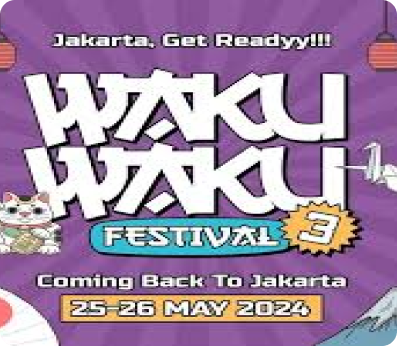 Jakarta, Get Readyy!!!
WAKU
WAKU
FESTIVAL 3
Coming Back To Jakarta
25-26 MAY 2024